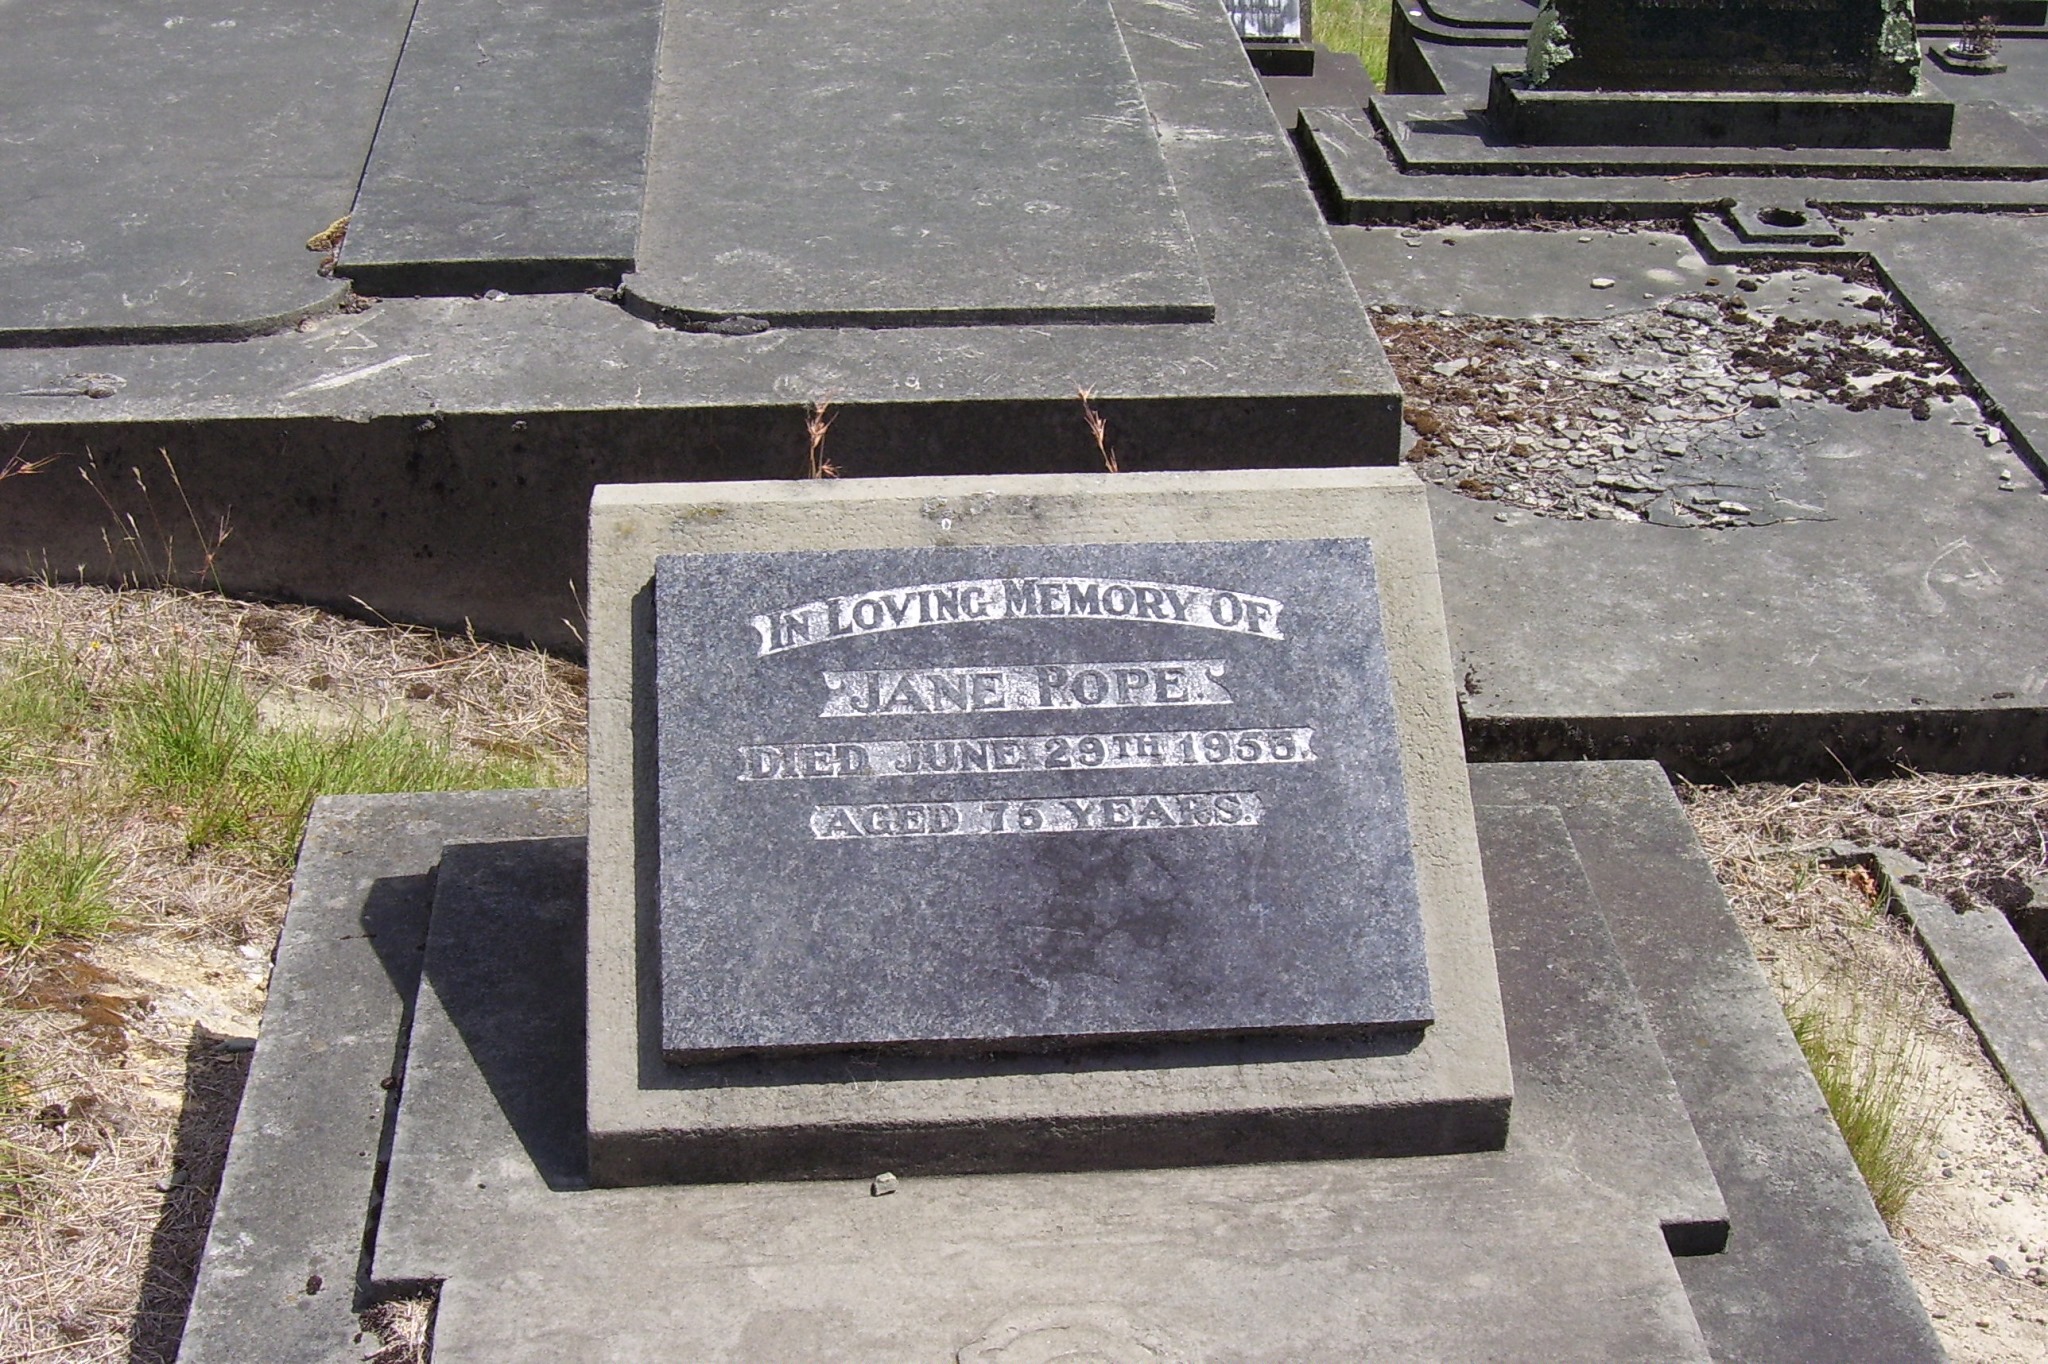 IN LOVING MEMORY OF
JANE POPE.
DIED JUNE 29TH 1953.
AGED 75 YEARS.